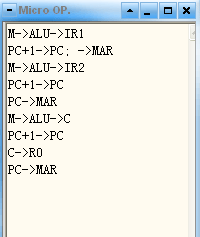 Micro OP.
M->ALU->IR1
PC+1->PC; ->MAR
M->ALU->IR2
PC+1->PC
PC->MAR
M->ALU->C
PC+1->PC
C->R0
PC->MAR